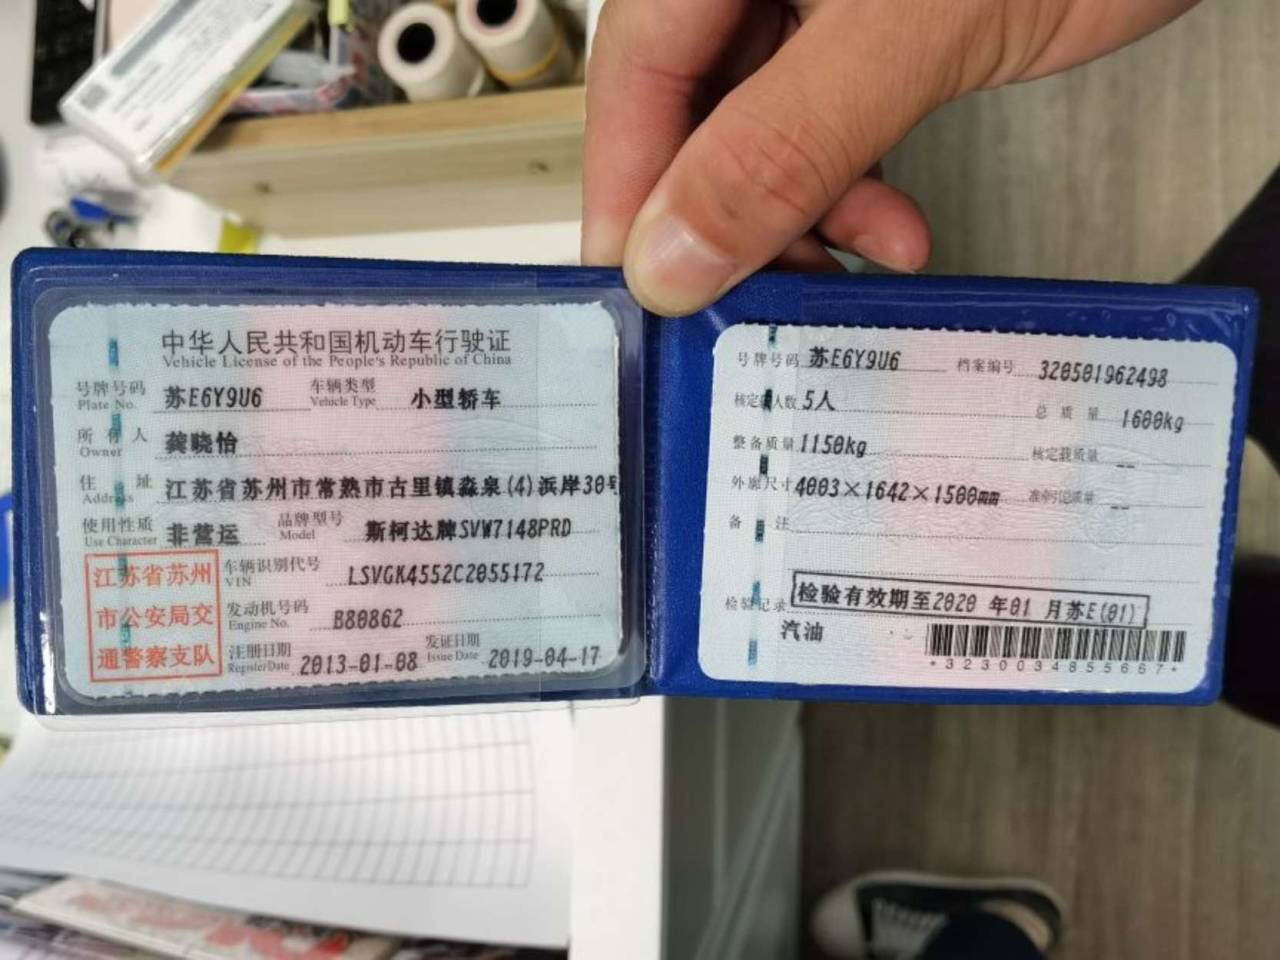 中华人民共和国机动车行驶证
Vehicle License of the People's Republic of China
号牌号码 苏E6Y9U6 车辆类型 小型轿车
Plate No. Vehicle Type
所有人 龚晓怡
Owner
住址 江苏省苏州市常熟市古里镇淼泉(4)浜岸30号
Address
使用性质 非营运 品牌型号 斯柯达牌SVW7148PRD
Use Character Model
江苏省苏州
市公安局交
通警察支队
车辆识别代号 LSVGK4552C2055172
VIN
发动机号码 B80862
Engine No.
注册日期 2013-01-08 发证日期 2019-04-17
Register Date Issue Date
号牌号码 苏E6Y9U6 档案编号 320501962498
核定载人数 5人 总质量 1600kg
整备质量 1150kg 核定载质量 --
外廓尺寸 4003×1642×1500mm 准牵引总质量 --
备注
检验记录 检验有效期至2020年01月苏E(01)
汽油
*3230034855667*